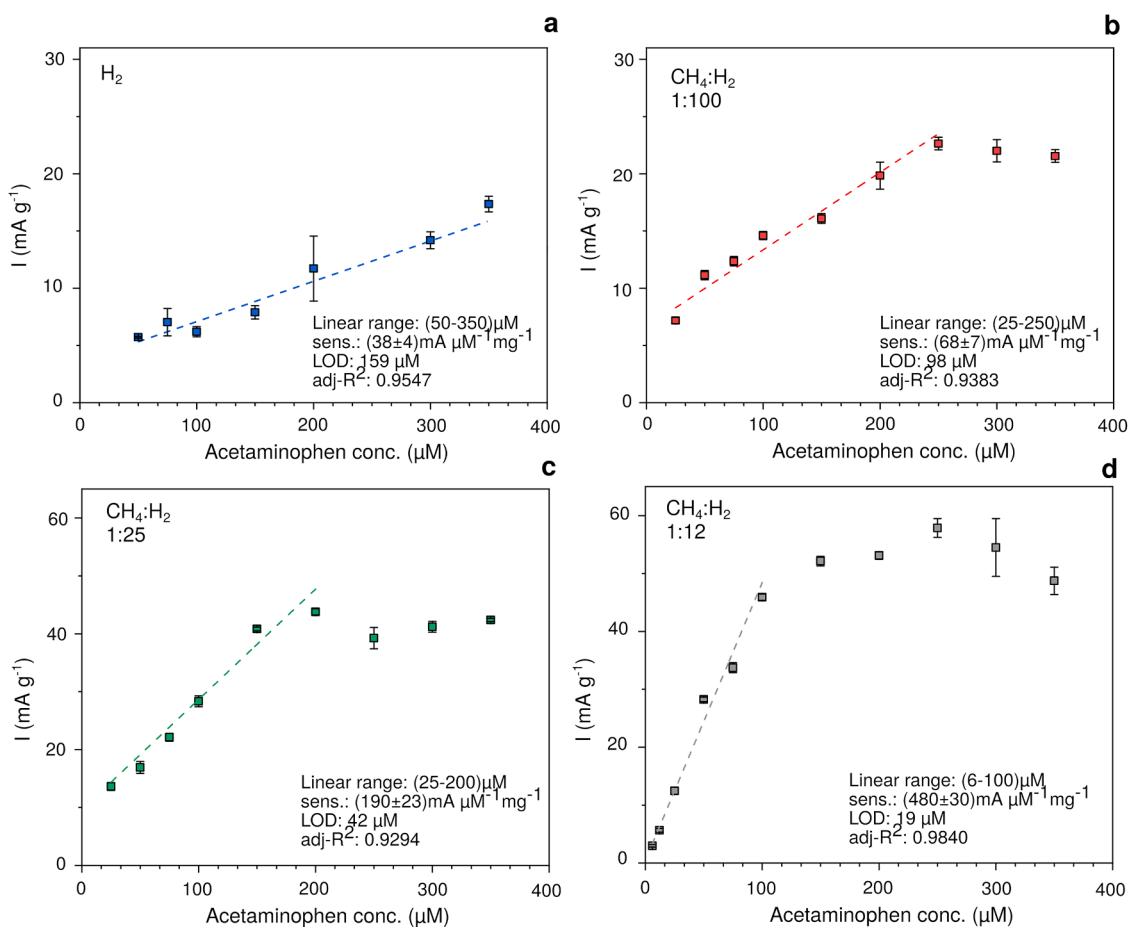 a
30
20
10
0
I (mA g⁻¹)
H₂
Linear range: (50-350)µM
sens.: (38±4)mA µM⁻¹mg⁻¹
LOD: 159 µM
adj-R²: 0.9547
0 100 200 300 400
Acetaminophen conc. (µM)
b
30
20
10
0
I (mA g⁻¹)
CH₄:H₂
1:100
Linear range: (25-250)µM
sens.: (68±7)mA µM⁻¹mg⁻¹
LOD: 98 µM
adj-R²: 0.9383
0 100 200 300 400
Acetaminophen conc. (µM)
c
60
40
20
0
I (mA g⁻¹)
CH₄:H₂
1:25
Linear range: (25-200)µM
sens.: (190±23)mA µM⁻¹mg⁻¹
LOD: 42 µM
adj-R²: 0.9294
0 100 200 300 400
Acetaminophen conc. (µM)
d
60
40
20
0
I (mA g⁻¹)
CH₄:H₂
1:12
Linear range: (6-100)µM
sens.: (480±30)mA µM⁻¹mg⁻¹
LOD: 19 µM
adj-R²: 0.9840
0 100 200 300 400
Acetaminophen conc. (µM)